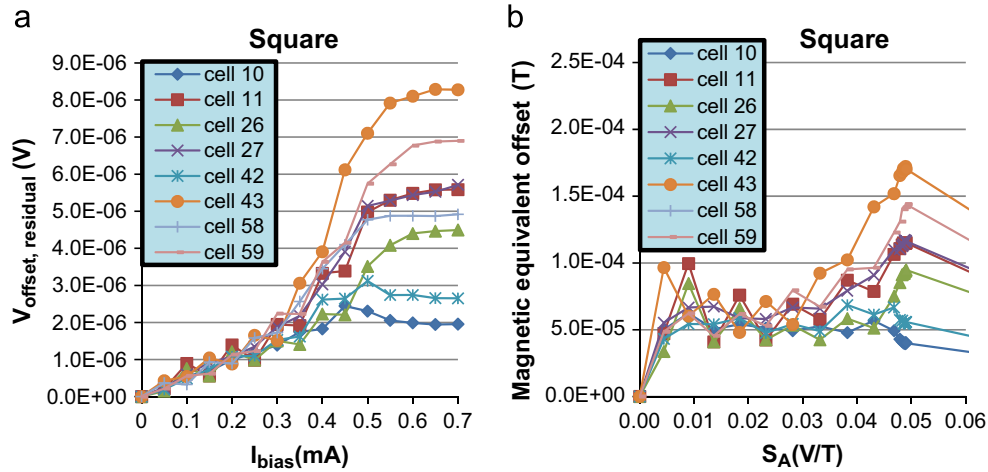 a
Square
9.0E-06
8.0E-06
7.0E-06
6.0E-06
5.0E-06
4.0E-06
3.0E-06
2.0E-06
1.0E-06
0.0E+00
V offset, residual (V)
cell 10
cell 11
cell 26
cell 27
cell 42
cell 43
cell 58
cell 59
0 0.1 0.2 0.3 0.4 0.5 0.6 0.7
I bias(mA)
b
Square
2.5E-04
2.0E-04
1.5E-04
1.0E-04
5.0E-05
0.0E+00
Magnetic equivalent offset (T)
cell 10
cell 11
cell 26
cell 27
cell 42
cell 43
cell 58
cell 59
0.00 0.01 0.02 0.03 0.04 0.05 0.06
S A(V/T)